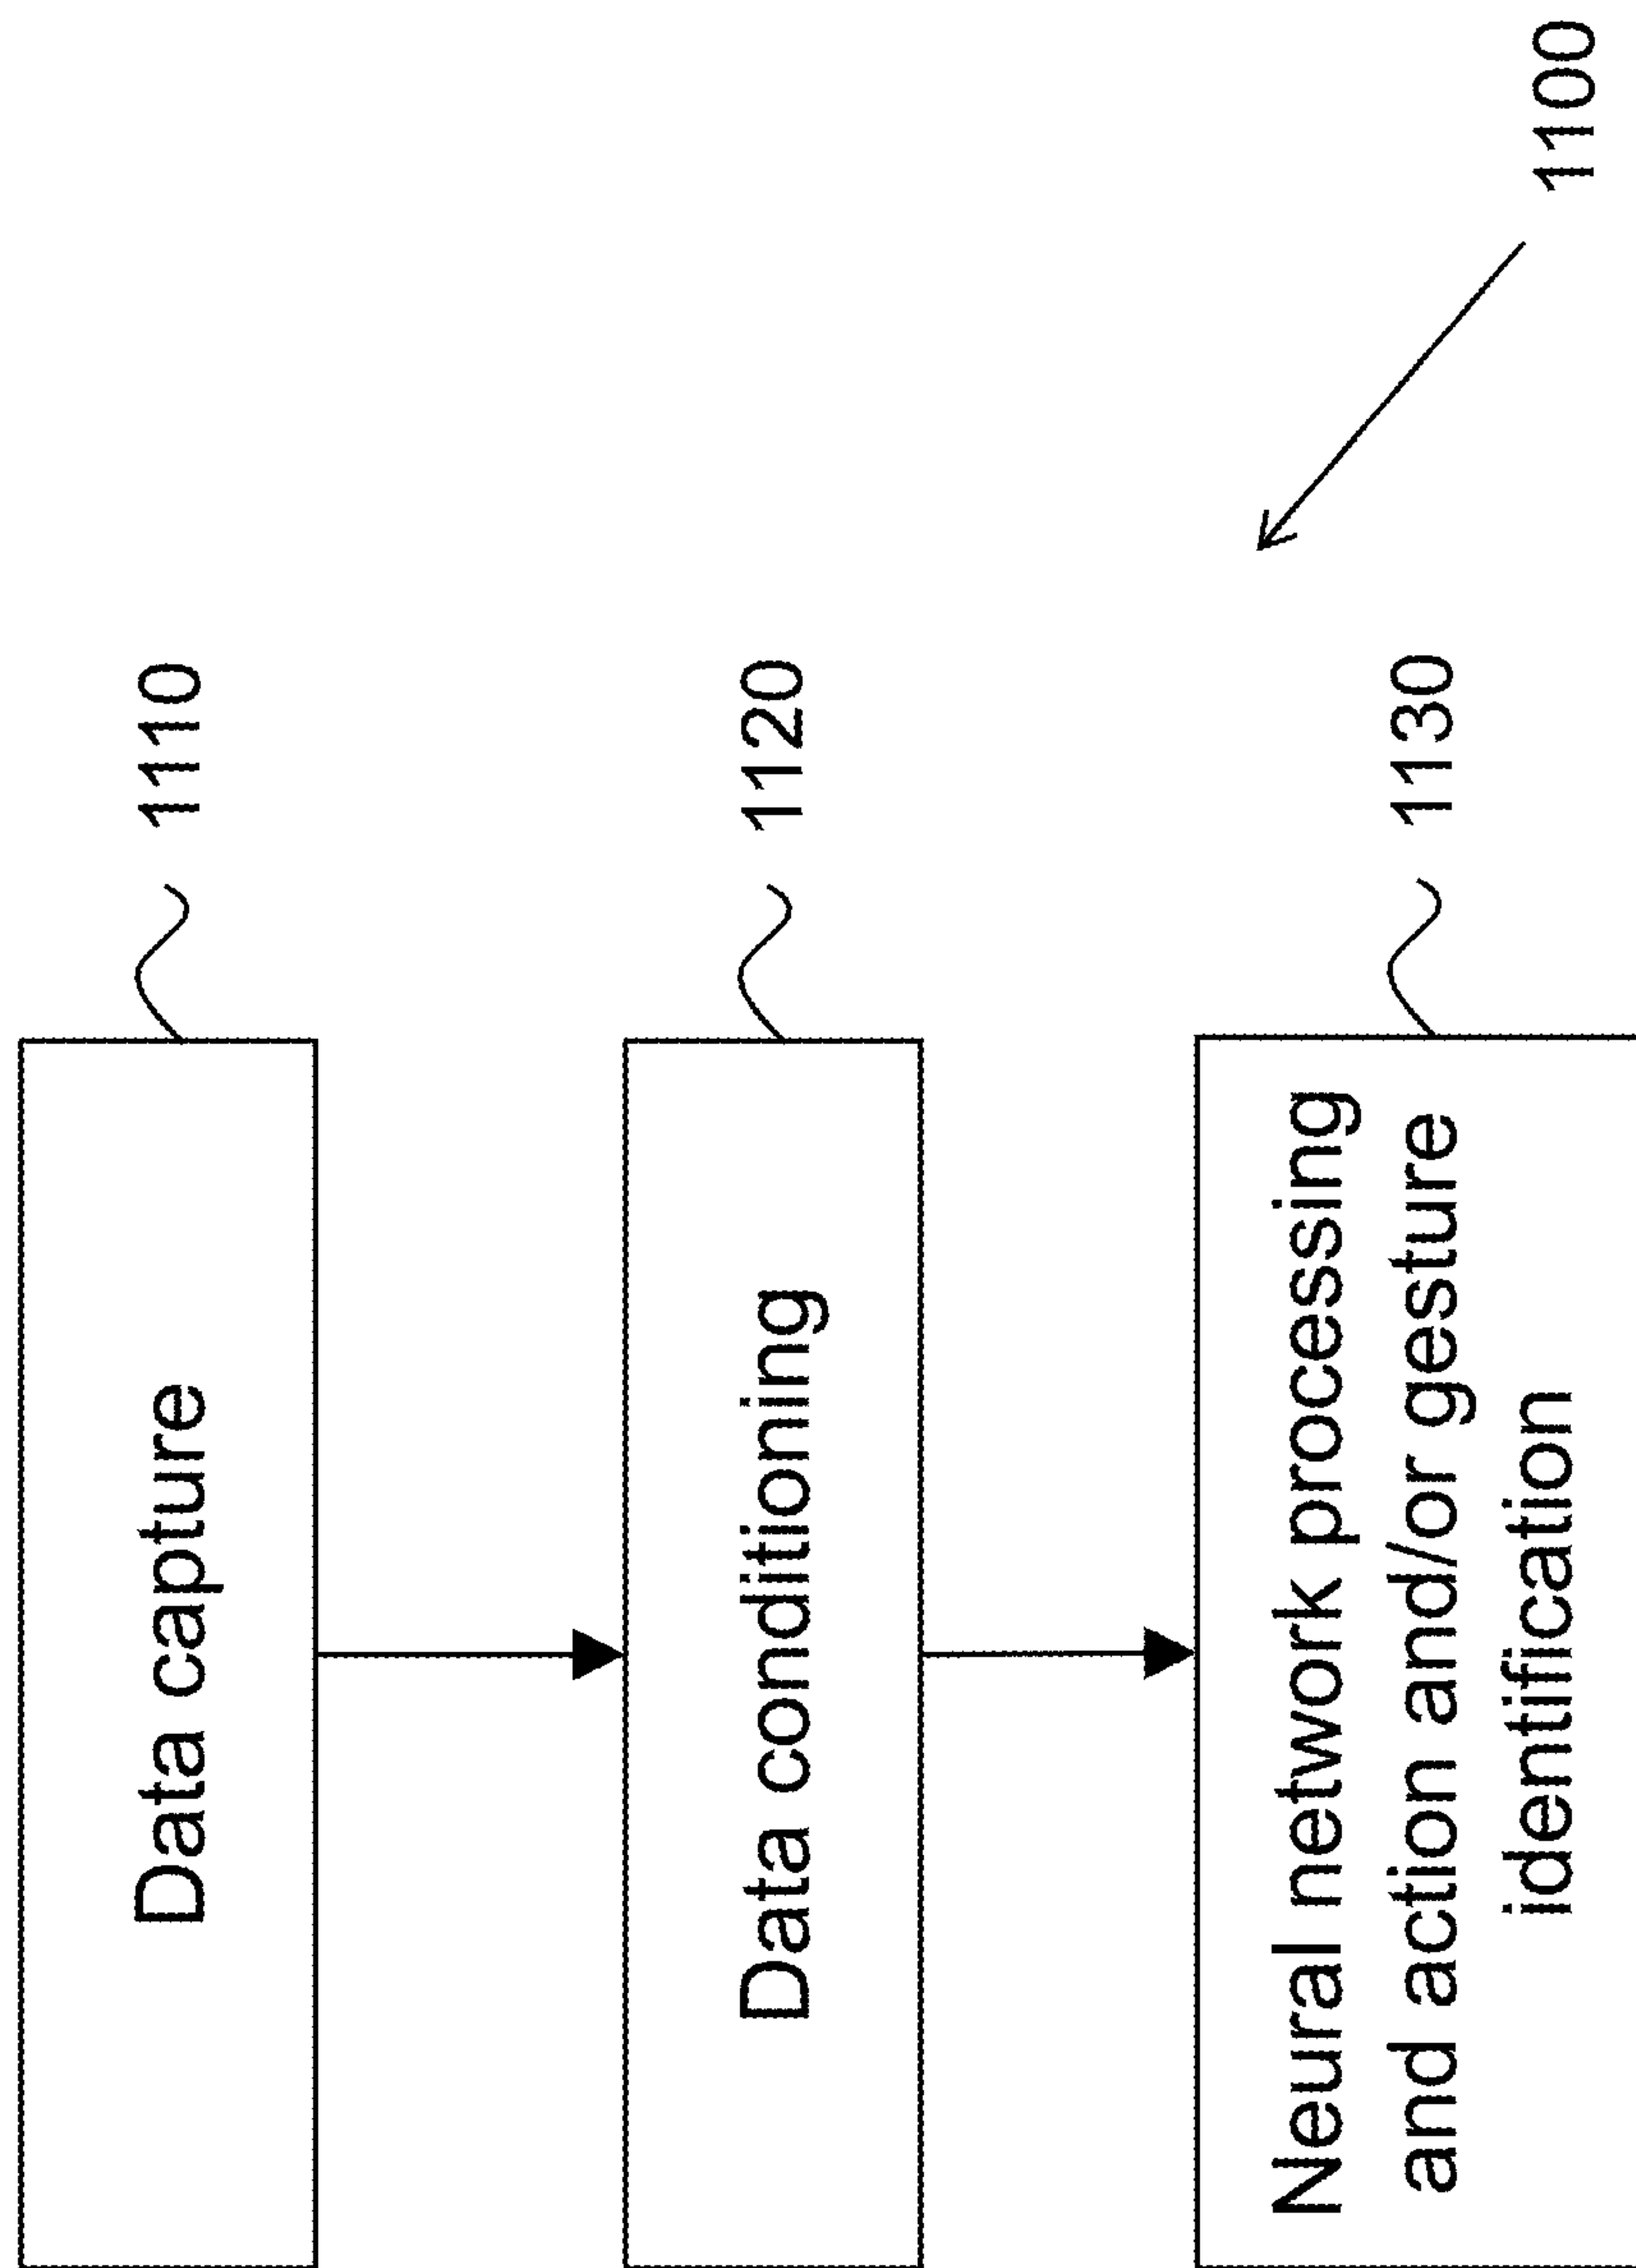 Data capture
1110
Data conditioning
1120
Neural network processing
and action and/or gesture
identification
1130
1100